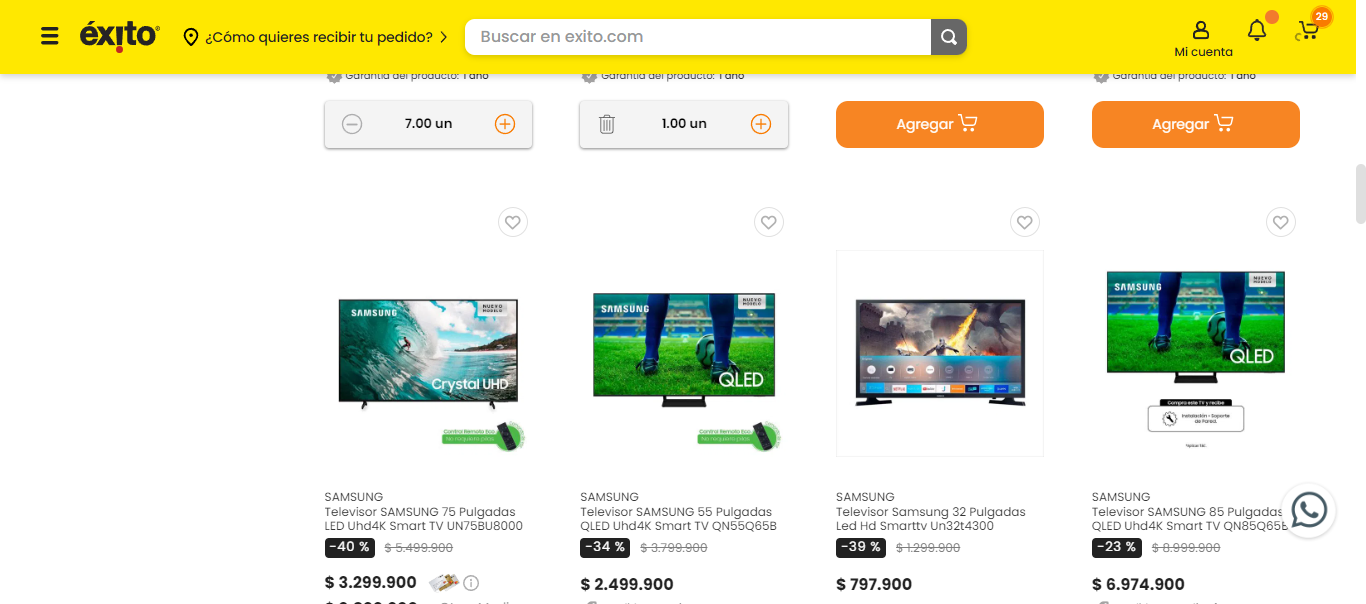 éxito
¿Cómo quieres recibir tu pedido?
Buscar en exito.com
Mi cuenta
29
Garantía del producto: 1 año
Garantía del producto: 1 año
Garantía del producto: 1 año
Garantía del producto: 1 año
7.00 un
1.00 un
Agregar
Agregar
SAMSUNG
NUEVO MODELO
Crystal UHD
Control Remoto Eco
No requiere pilas
SAMSUNG
NUEVO MODELO
QLED
Control Remoto Eco
No requiere pilas
SAMSUNG
NUEVO MODELO
QLED
Compra este TV y recibe
Instalación + Soporte
de Pared.
SAMSUNG
Televisor SAMSUNG 75 Pulgadas
LED Uhd4K Smart TV UN75BU8000
-40 % $ 5.499.900
$ 3.299.900
SAMSUNG
Televisor SAMSUNG 55 Pulgadas
QLED Uhd4K Smart TV QN55Q65B
-34 % $ 3.799.900
$ 2.499.900
SAMSUNG
Televisor Samsung 32 Pulgadas
Led Hd Smarttv Un32t4300
-39 % $ 1.299.900
$ 797.900
SAMSUNG
Televisor SAMSUNG 85 Pulgadas
QLED Uhd4K Smart TV QN85Q65B
-23 % $ 8.999.900
$ 6.974.900